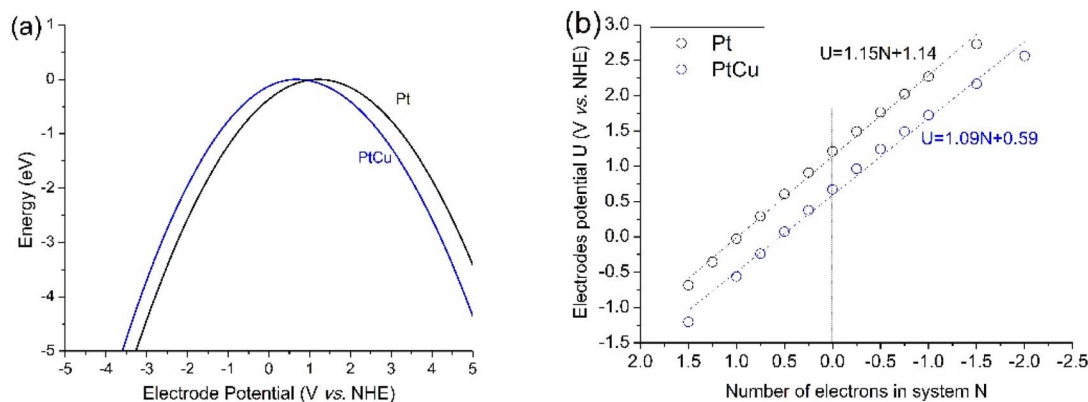 (a)
1
0
-1
-2
-3
-4
-5
Energy (eV)
Pt
PtCu
-5 -4 -3 -2 -1 0 1 2 3 4 5
Electrode Potential (V vs. NHE)
(b)
3.0
2.5
2.0
1.5
1.0
0.5
0.0
-0.5
-1.0
-1.5
Electrodes potential U (V vs. NHE)
Pt
PtCu
U=1.15N+1.14
U=1.09N+0.59
2.0 1.5 1.0 0.5 0.0 -0.5 -1.0 -1.5 -2.0 -2.5
Number of electrons in system N